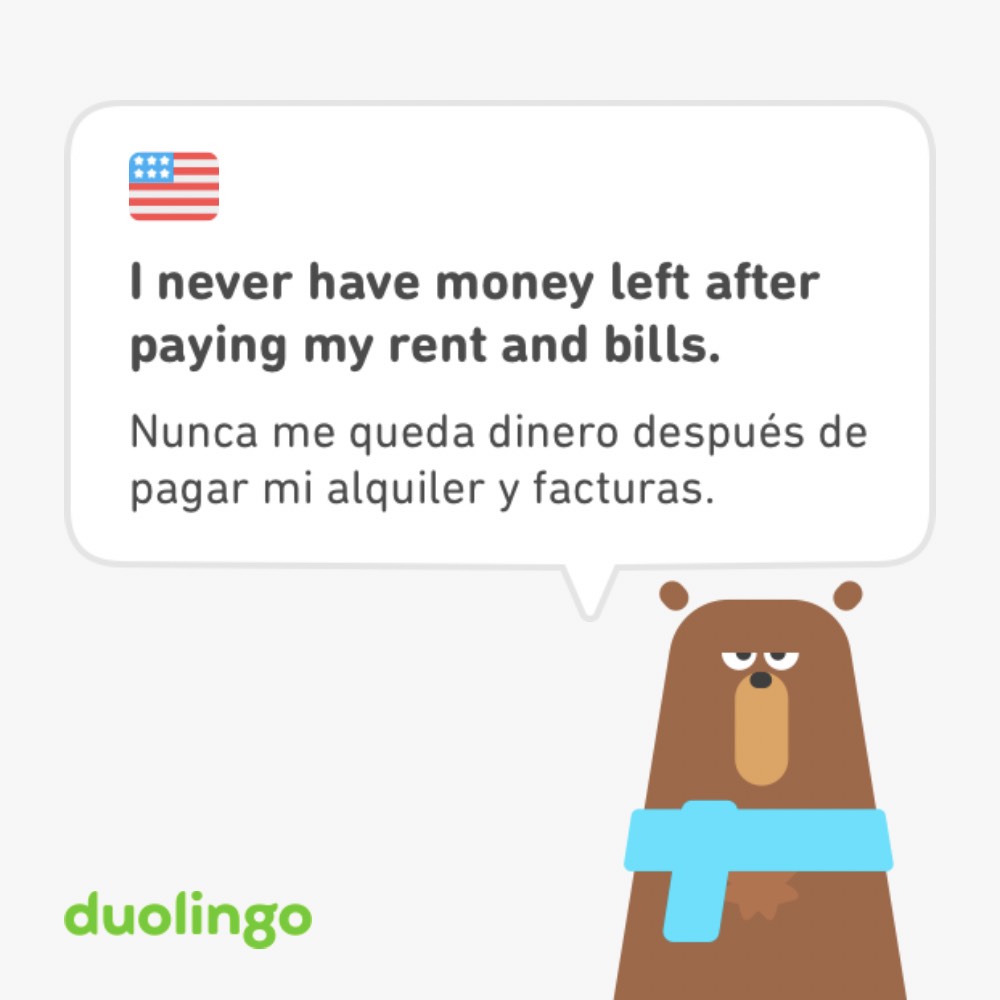 I never have money left after
paying my rent and bills.
Nunca me queda dinero después de
pagar mi alquiler y facturas.
duolingo